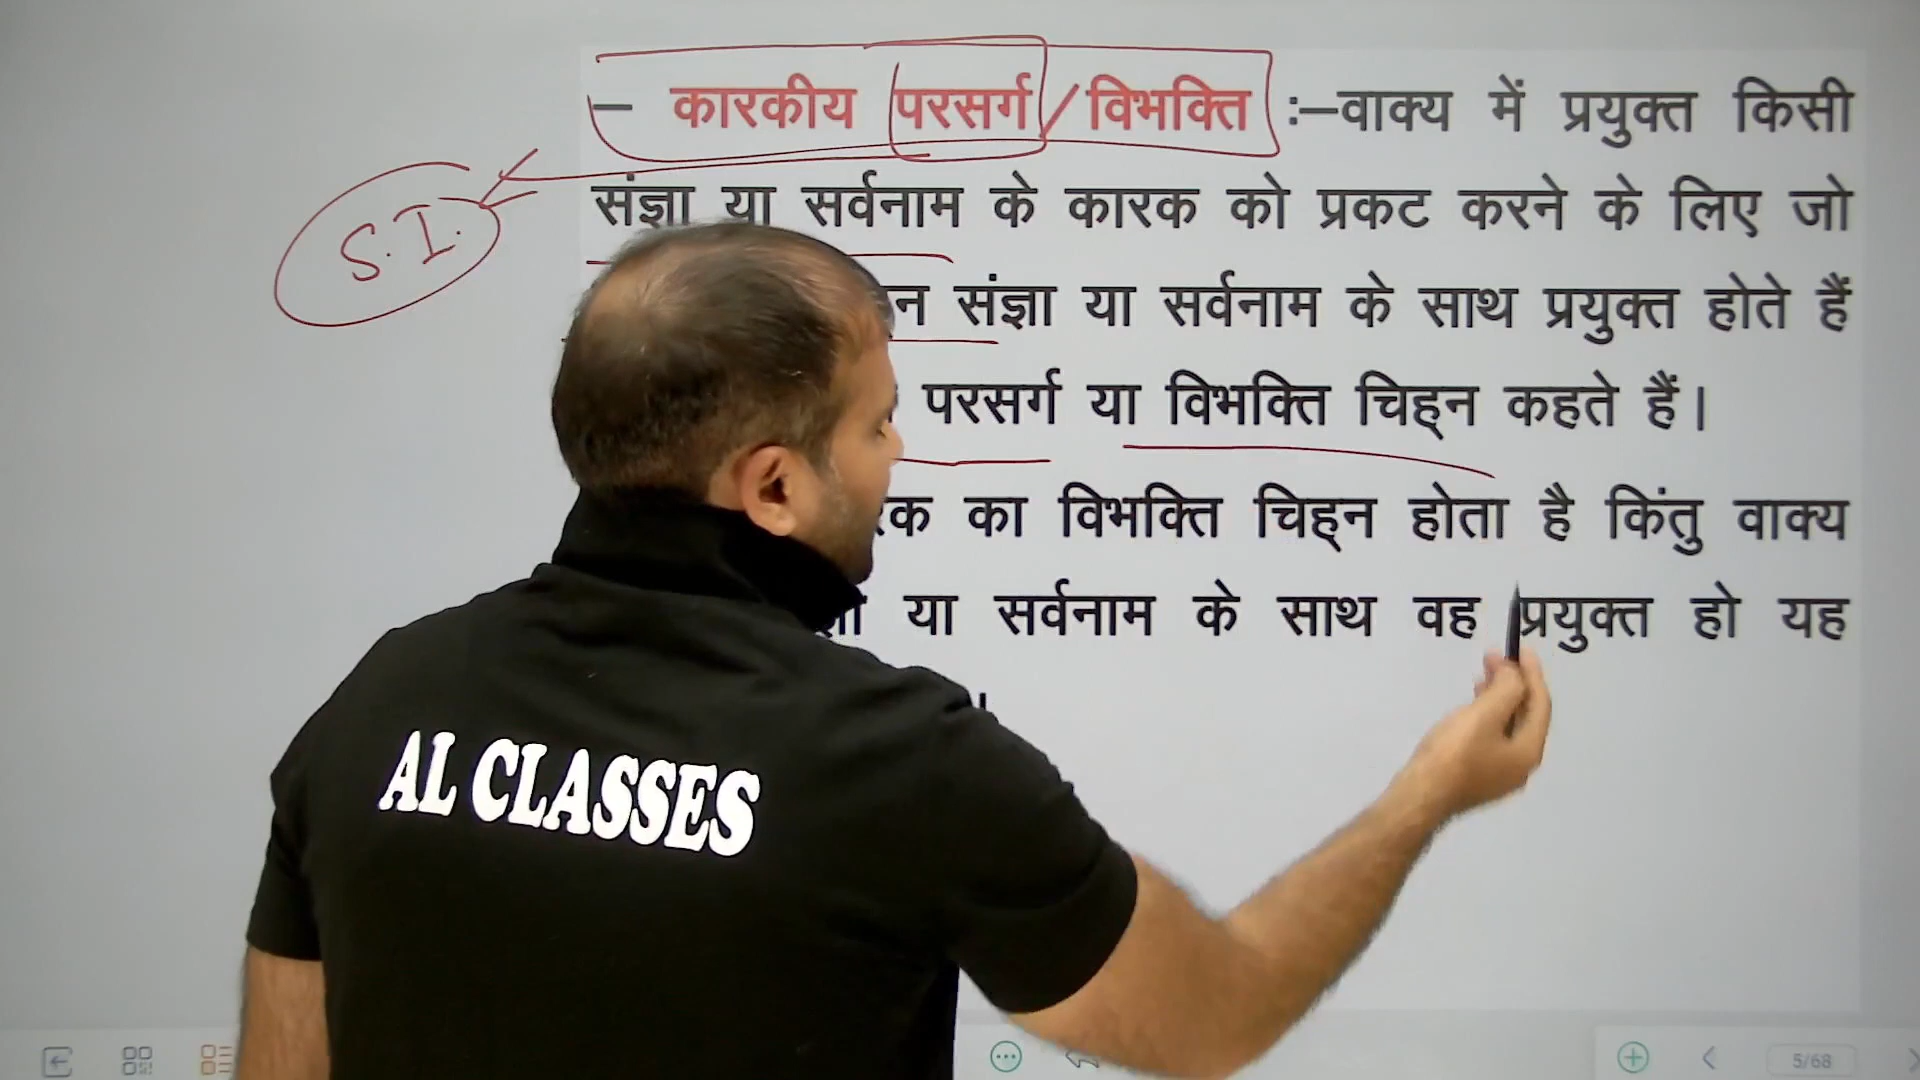 – कारकीय परसर्ग / विभक्ति :–वाक्य में प्रयुक्त किसी
संज्ञा या सर्वनाम के कारक को प्रकट करने के लिए जो
S.I.
संज्ञा या सर्वनाम के साथ प्रयुक्त होते हैं
परसर्ग या विभक्ति चिह्न कहते हैं।
का विभक्ति चिह्न होता है किंतु वाक्य
या सर्वनाम के साथ वह प्रयुक्त हो यह
AL CLASSES
5/68